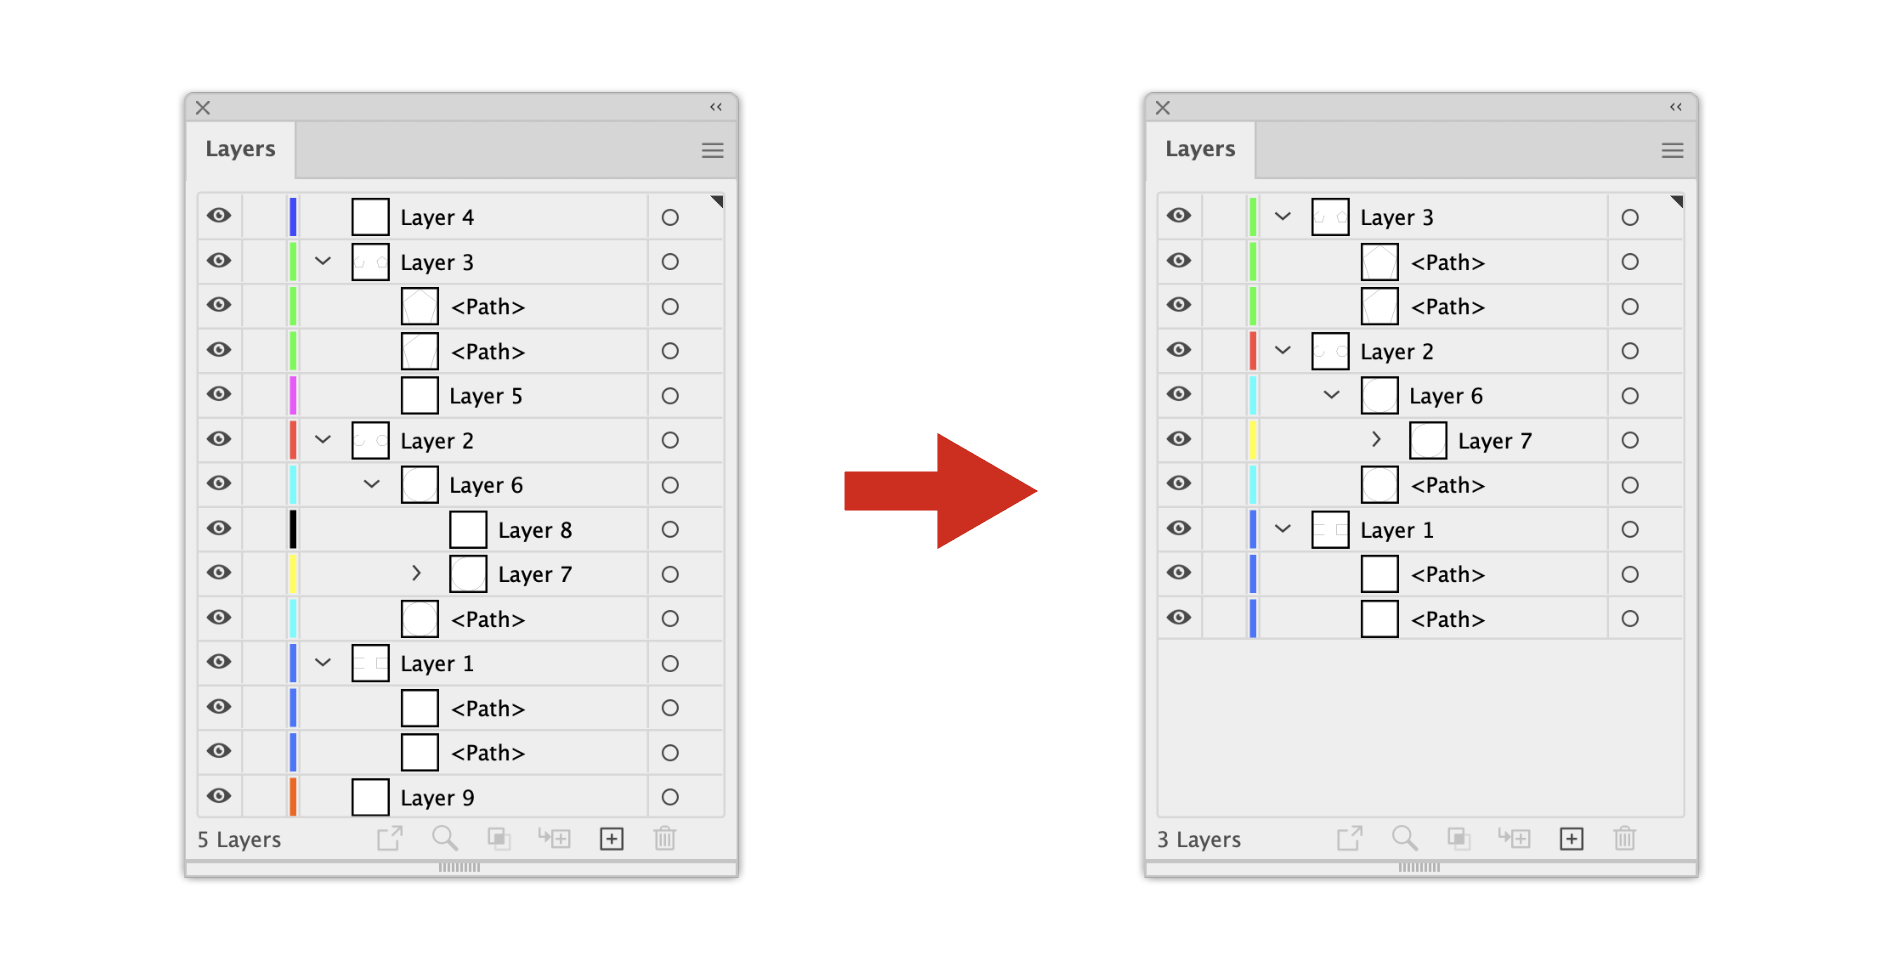 Layers
Layer 4
Layer 3
<Path>
<Path>
Layer 5
Layer 2
Layer 6
Layer 8
Layer 7
<Path>
Layer 1
<Path>
<Path>
Layer 9
5 Layers
Layers
Layer 3
<Path>
<Path>
Layer 2
Layer 6
Layer 7
<Path>
Layer 1
<Path>
<Path>
3 Layers